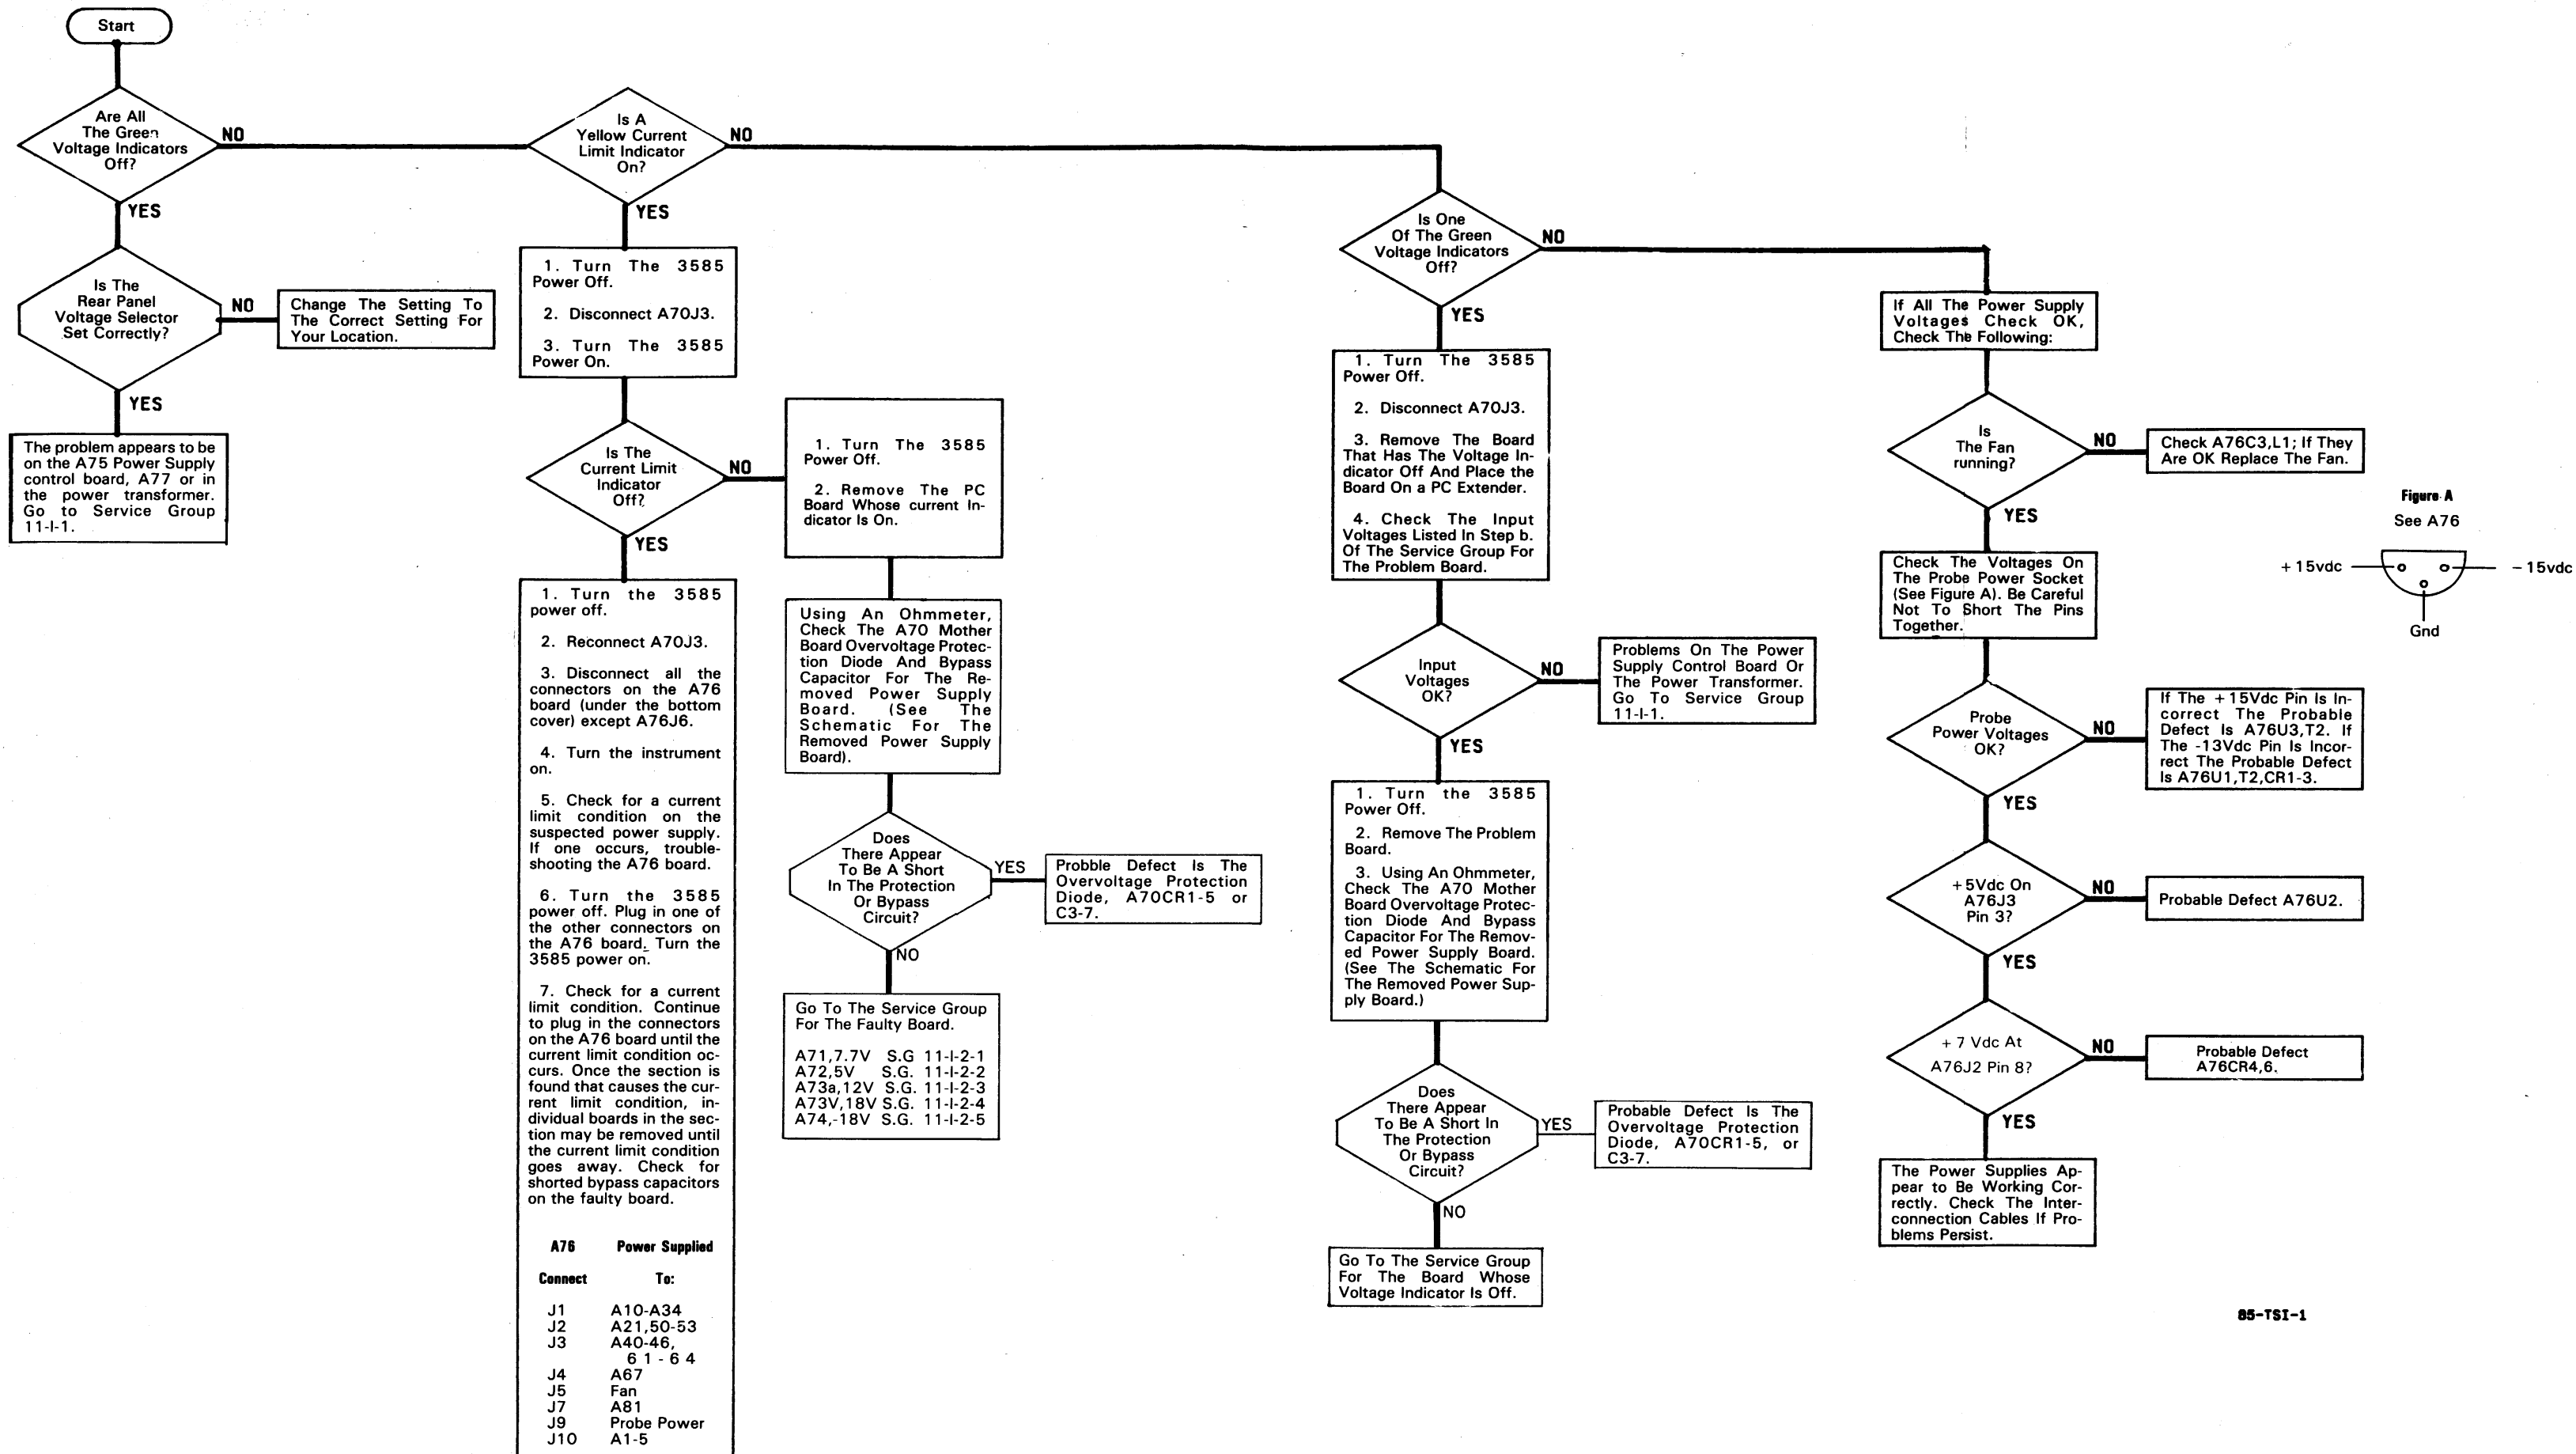 Start
Are All
The Green
Voltage Indicators
Off?
NO
YES
Is The
Rear Panel
Voltage Selector
Set Correctly?
NO
Change The Setting To
The Correct Setting For
Your Location.
YES
The problem appears to be
on the A75 Power Supply
control board, A77 or in
the power transformer.
Go to Service Group
11-I-1.
Is A
Yellow Current
Limit Indicator
On?
NO
YES
1. Turn The 3585
Power Off.
2. Disconnect A70J3.
3. Turn The 3585
Power On.
Is The
Current Limit
Indicator
Off?
NO
YES
1. Turn the 3585
power off.
2. Reconnect A70J3.
3. Disconnect all the
connectors on the A76
board (under the bottom
cover) except A76J6.
4. Turn the instrument
on.
5. Check for a current
limit condition on the
suspected power supply.
If one occurs, trouble-
shooting the A76 board.
6. Turn the 3585
power off. Plug in one of
the other connectors on
the A76 board. Turn the
3585 power on.
7. Check for a current
limit condition. Continue
to plug in the connectors
on the A76 board until the
current limit condition oc-
curs. Once the section is
found that causes the cur-
rent limit condition, in-
dividual boards in the sec-
tion may be removed until
the current limit condition
goes away. Check for
shorted bypass capacitors
on the faulty board.
A76 Power Supplied
Connect To:
J1 A10-A34
J2 A21,50-53
J3 A40-46,
61-64
J4 A67
J5 Fan
J7 A81
J9 Probe Power
J10 A1-5
1. Turn The 3585
Power Off.
2. Remove The PC
Board Whose current In-
dicator Is On.
Using An Ohmmeter,
Check The A70 Mother
Board Overvoltage Protec-
tion Diode And Bypass
Capacitor For The Re-
moved Power Supply
Board. (See The
Schematic For The
Removed Power Supply
Board).
Does
There Appear
To Be A Short
In The Protection
Or Bypass
Circuit?
YES
Probble Defect Is The
Overvoltage Protection
Diode, A70CR1-5 or
C3-7.
NO
Go To The Service Group
For The Faulty Board.
A71,7.7V S.G 11-I-2-1
A72,5V S.G. 11-I-2-2
A73a,12V S.G. 11-I-2-3
A73V,18V S.G. 11-I-2-4
A74,-18V S.G. 11-I-2-5
Is One
Of The Green
Voltage Indicators
Off?
NO
YES
1. Turn The 3585
Power Off.
2. Disconnect A70J3.
3. Remove The Board
That Has The Voltage In-
dicator Off And Place the
Board On a PC Extender.
4. Check The Input
Voltages Listed In Step b.
Of The Service Group For
The Problem Board.
Input
Voltages
OK?
NO
Problems On The Power
Supply Control Board Or
The Power Transformer.
Go To Service Group
11-I-1.
YES
1. Turn the 3585
Power Off.
2. Remove The Problem
Board.
3. Using An Ohmmeter,
Check The A70 Mother
Board Overvoltage Protec-
tion Diode And Bypass
Capacitor For The Remov-
ed Power Supply Board.
(See The Schematic For
The Removed Power Sup-
ply Board.)
Does
There Appear
To Be A Short In
The Protection
Or Bypass
Circuit?
YES
Probable Defect Is The
Overvoltage Protection
Diode, A70CR1-5, or
C3-7.
NO
Go To The Service Group
For The Board Whose
Voltage Indicator Is Off.
If All The Power Supply
Voltages Check OK,
Check The Following:
Is
The Fan
running?
NO
Check A76C3,L1; If They
Are OK Replace The Fan.
YES
Check The Voltages On
The Probe Power Socket
(See Figure A). Be Careful
Not To Short The Pins
Together.
Figure A
See A76
+15vdc
-15vdc
Gnd
Probe
Power Voltages
OK?
NO
If The +15Vdc Pin Is In-
correct The Probable
Defect Is A76U3,T2. If
The -13Vdc Pin Is Incor-
rect The Probable Defect
Is A76U1,T2,CR1-3.
YES
+5Vdc On
A76J3
Pin 3?
NO
Probable Defect A76U2.
YES
+7 Vdc At
A76J2 Pin 8?
NO
Probable Defect
A76CR4,6.
YES
The Power Supplies Ap-
pear to Be Working Cor-
rectly. Check The Inter-
connection Cables If Pro-
blems Persist.
85-TSI-1